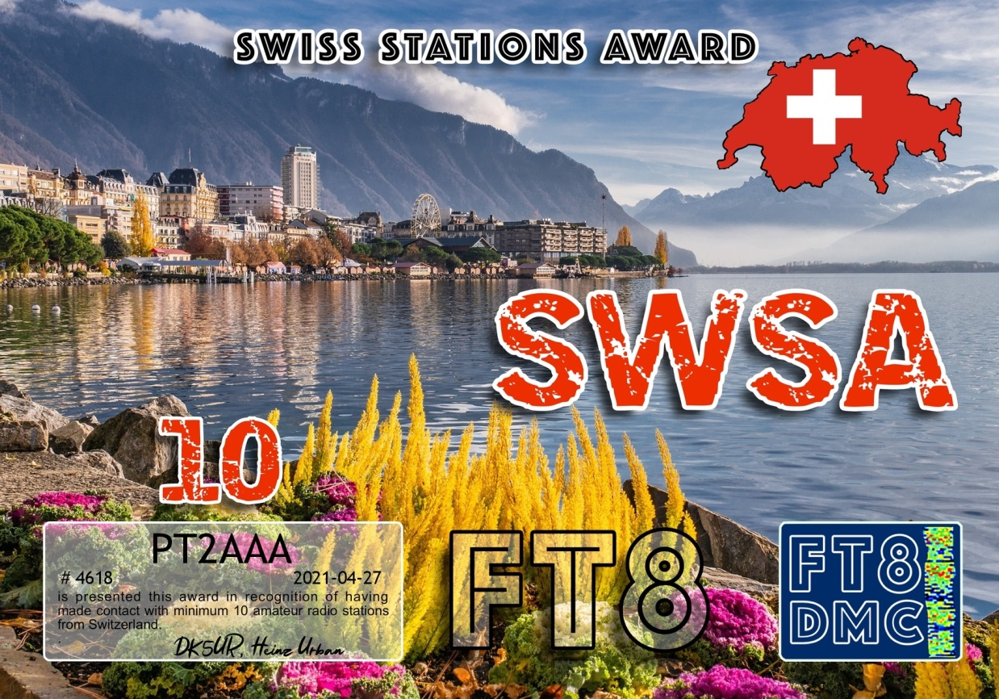 SWISS STATIONS AWARD
SWSA
10
PT2AAA
# 4618 2021-04-27
is presented this award in recognition of having
made contact with minimum 10 amateur radio stations
from Switzerland.
.
DK5UR, Heinz Urban
FT8
FT8
DMC